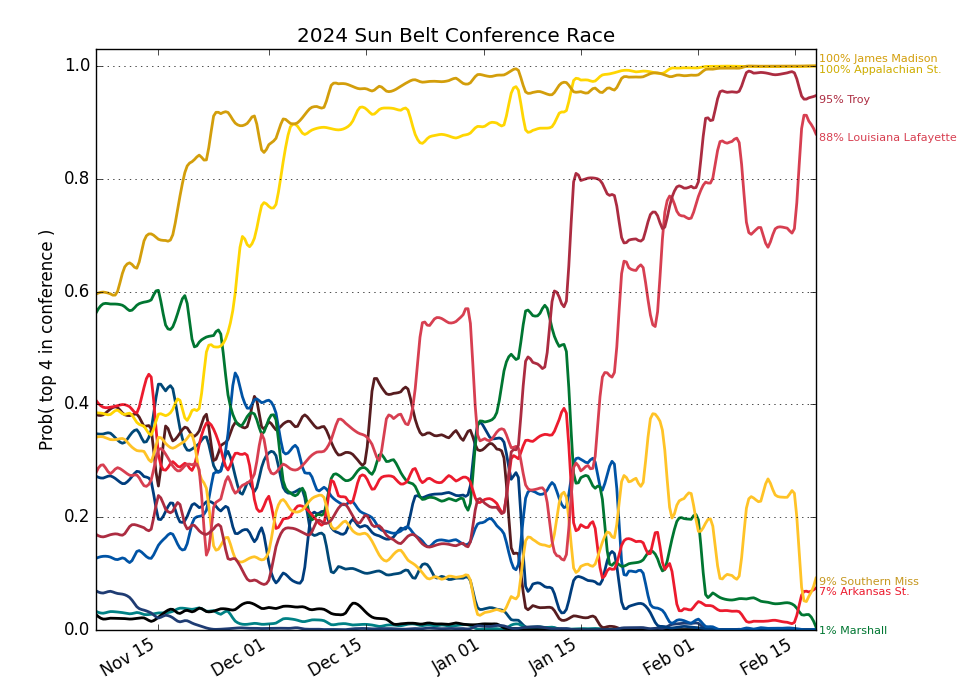 2024 Sun Belt Conference Race
Prob( top 4 in conference )
1.0
0.8
0.6
0.4
0.2
0.0
Nov 15
Dec 01
Dec 15
Jan 01
Jan 15
Feb 01
Feb 15
100% James Madison
100% Appalachian St.
95% Troy
88% Louisiana Lafayette
9% Southern Miss
7% Arkansas St.
1% Marshall